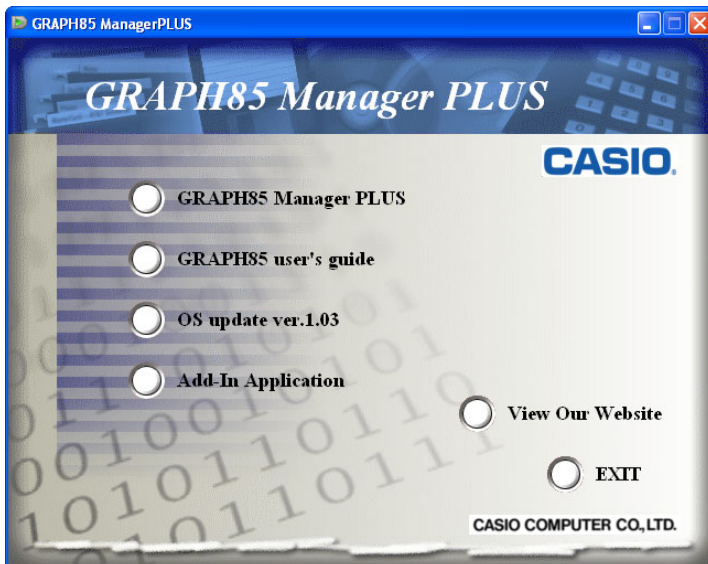 GRAPH85 ManagerPLUS
GRAPH85 Manager PLUS
CASIO.
GRAPH85 Manager PLUS
GRAPH85 user's guide
OS update ver.1.03
Add-In Application
View Our Website
EXIT
CASIO COMPUTER CO.,LTD.